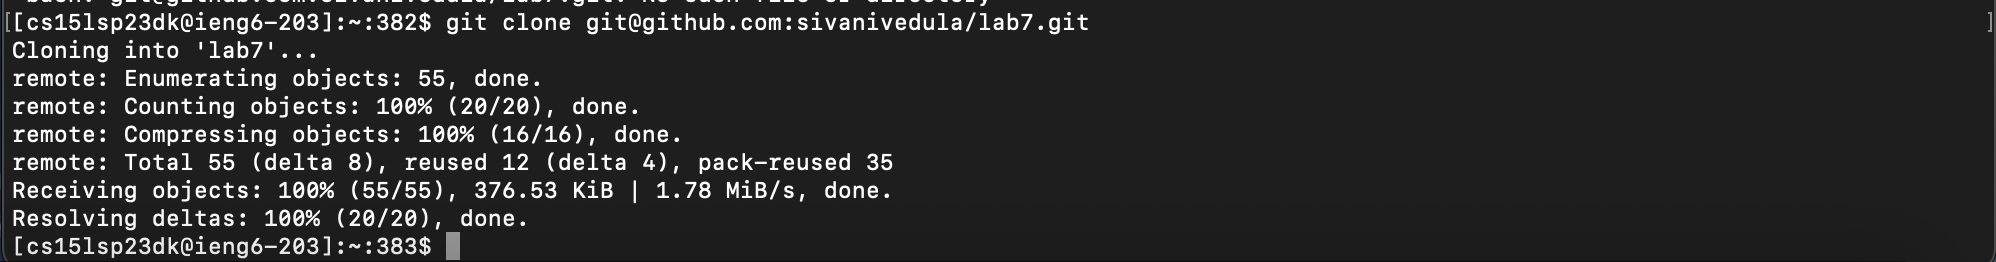 [[cs15lsp23dk@ieng6-203]:~:382$ git clone git@github.com:sivanivedula/lab7.git ]
Cloning into 'lab7'...
remote: Enumerating objects: 55, done.
remote: Counting objects: 100% (20/20), done.
remote: Compressing objects: 100% (16/16), done.
remote: Total 55 (delta 8), reused 12 (delta 4), pack-reused 35
Receiving objects: 100% (55/55), 376.53 KiB | 1.78 MiB/s, done.
Resolving deltas: 100% (20/20), done.
[cs15lsp23dk@ieng6-203]:~:383$